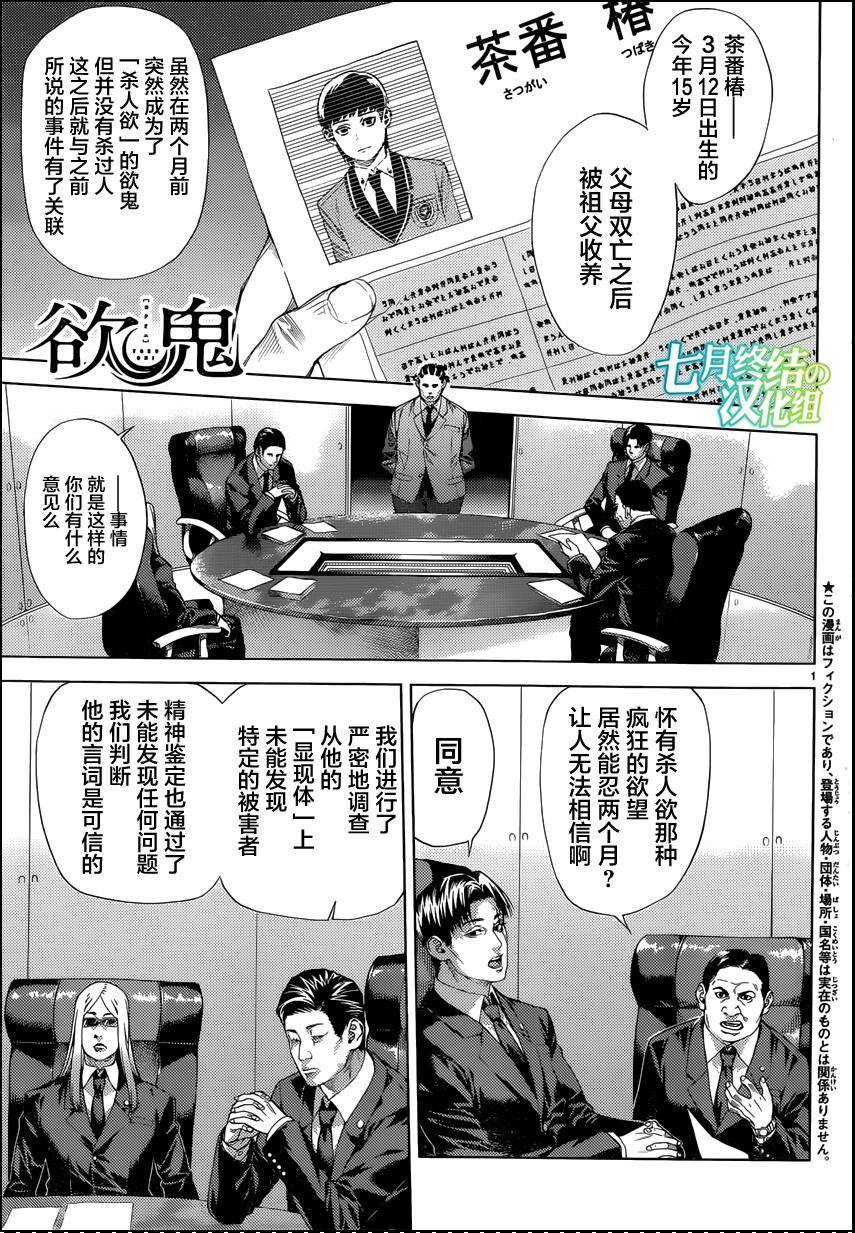 茶番 椿
さつがい
つばき
茶番椿——
3月12日出生的
今年15岁
父母双亡之后
被祖父收养
虽然在两个月前
突然成为了
「杀人欲」的欲鬼
但并没有杀过人
这之后就与之前
所说的事件有了关联
欲鬼
七月终结の
汉化组
——事情
就是这样的
你们有什么
意见么
1
怀有杀人欲那种
疯狂的欲望
居然能忍两个月?
让人无法相信啊
同意
我们进行了
严密地调查
从他的
「显现体」上
未能发现
特定的被害者
精神鉴定也通过了
未能发现任何问题
我们判断
他的言词是可信的
★この漫画はフィクションであり、登場する人物・団体・場所・国名等は実在のものとは関係ありません。